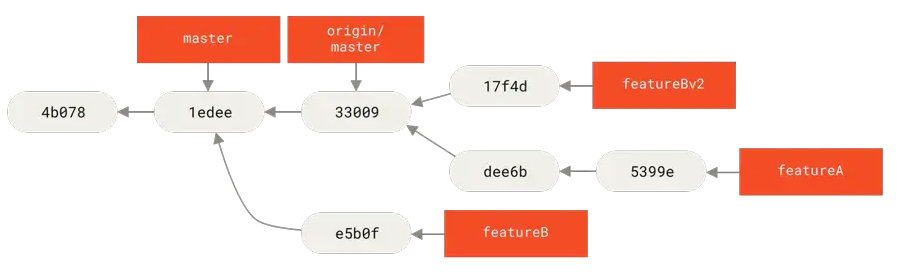 master
origin/
master
17f4d
featureBv2
4b078
1edee
33009
dee6b
5399e
featureA
e5b0f
featureB